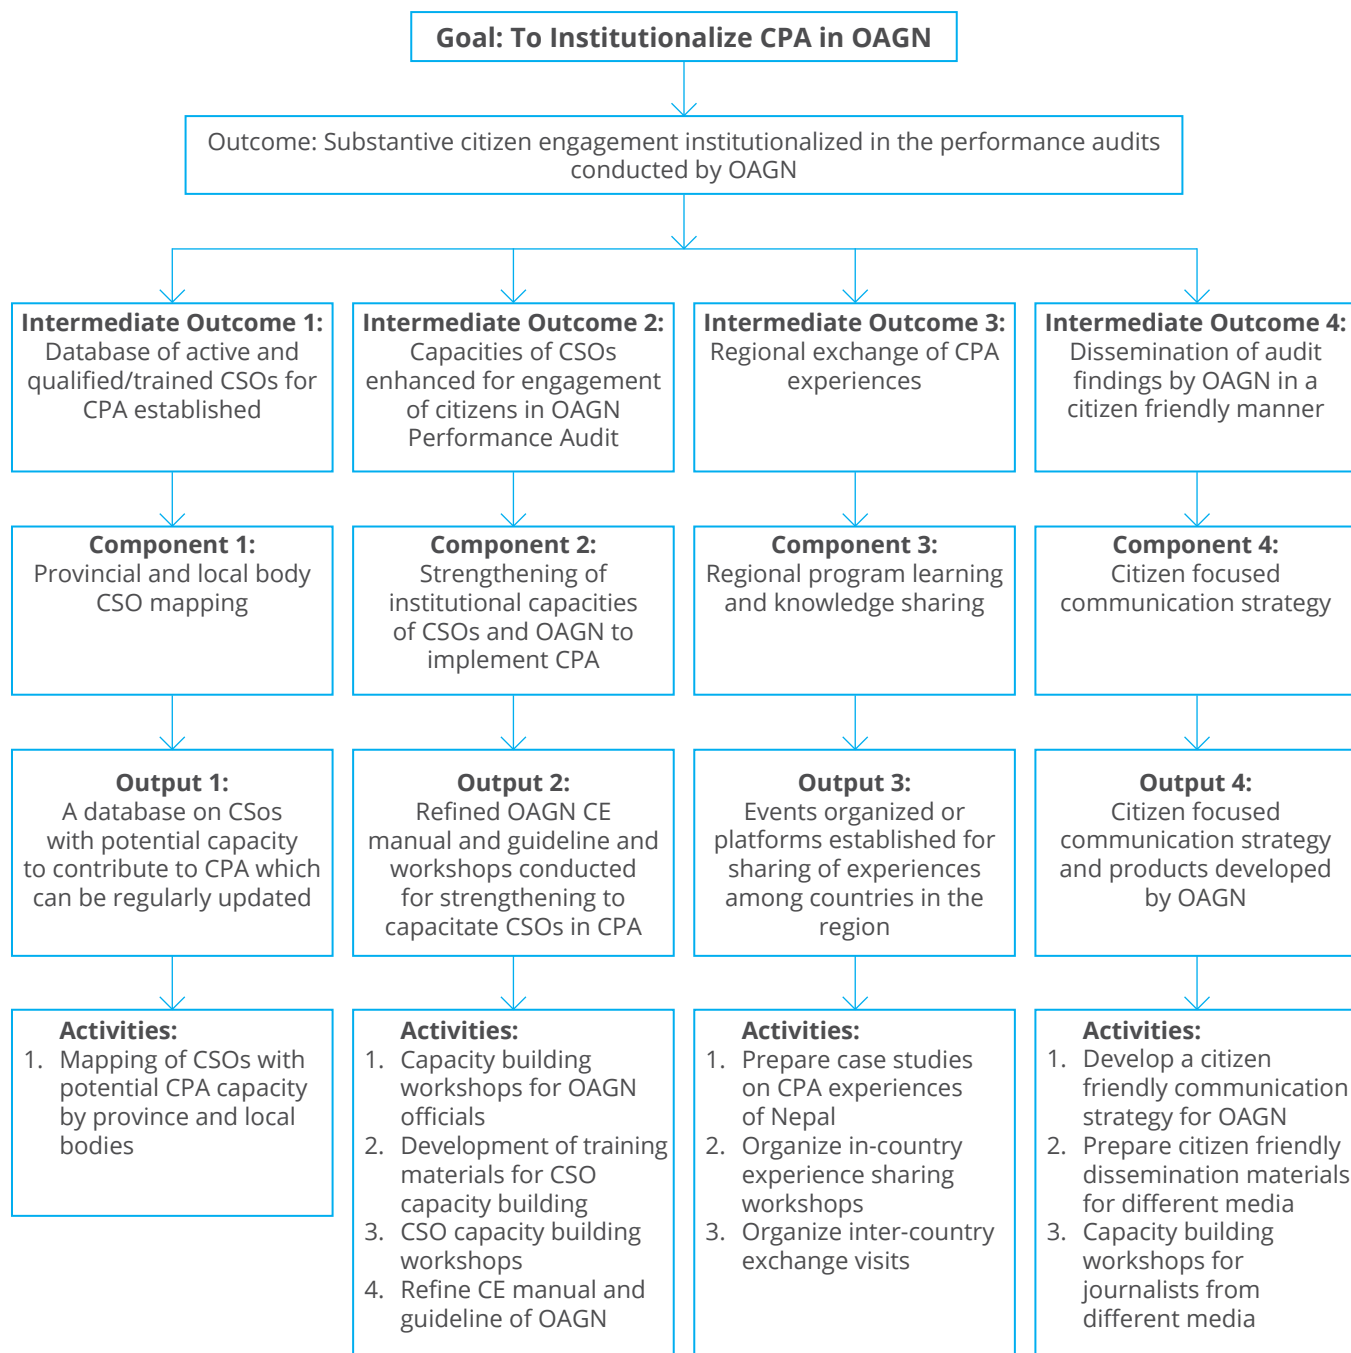 Goal: To Institutionalize CPA in OAGN
Outcome: Substantive citizen engagement institutionalized in the performance audits
conducted by OAGN
Intermediate Outcome 1:
Database of active and
qualified/trained CSOs for
CPA established
Intermediate Outcome 2:
Capacities of CSOs
enhanced for engagement
of citizens in OAGN
Performance Audit
Intermediate Outcome 3:
Regional exchange of CPA
experiences
Intermediate Outcome 4:
Dissemination of audit
findings by OAGN in a
citizen friendly manner
Component 1:
Provincial and local body
CSO mapping
Component 2:
Strengthening of
institutional capacities
of CSOs and OAGN to
implement CPA
Component 3:
Regional program learning
and knowledge sharing
Component 4:
Citizen focused
communication strategy
Output 1:
A database on CSos
with potential capacity
to contribute to CPA which
can be regularly updated
Output 2:
Refined OAGN CE
manual and guideline and
workshops conducted
for strengthening to
capacitate CSOs in CPA
Output 3:
Events organized or
platforms established for
sharing of experiences
among countries in the
region
Output 4:
Citizen focused
communication strategy
and products developed
by OAGN
Activities:
1. Mapping of CSOs with
potential CPA capacity
by province and local
bodies
Activities:
1. Capacity building
workshops for OAGN
officials
2. Development of training
materials for CSO
capacity building
3. CSO capacity building
workshops
4. Refine CE manual and
guideline of OAGN
Activities:
1. Prepare case studies
on CPA experiences
of Nepal
2. Organize in-country
experience sharing
workshops
3. Organize inter-country
exchange visits
Activities:
1. Develop a citizen
friendly communication
strategy for OAGN
2. Prepare citizen friendly
dissemination materials
for different media
3. Capacity building
workshops for
journalists from
different media